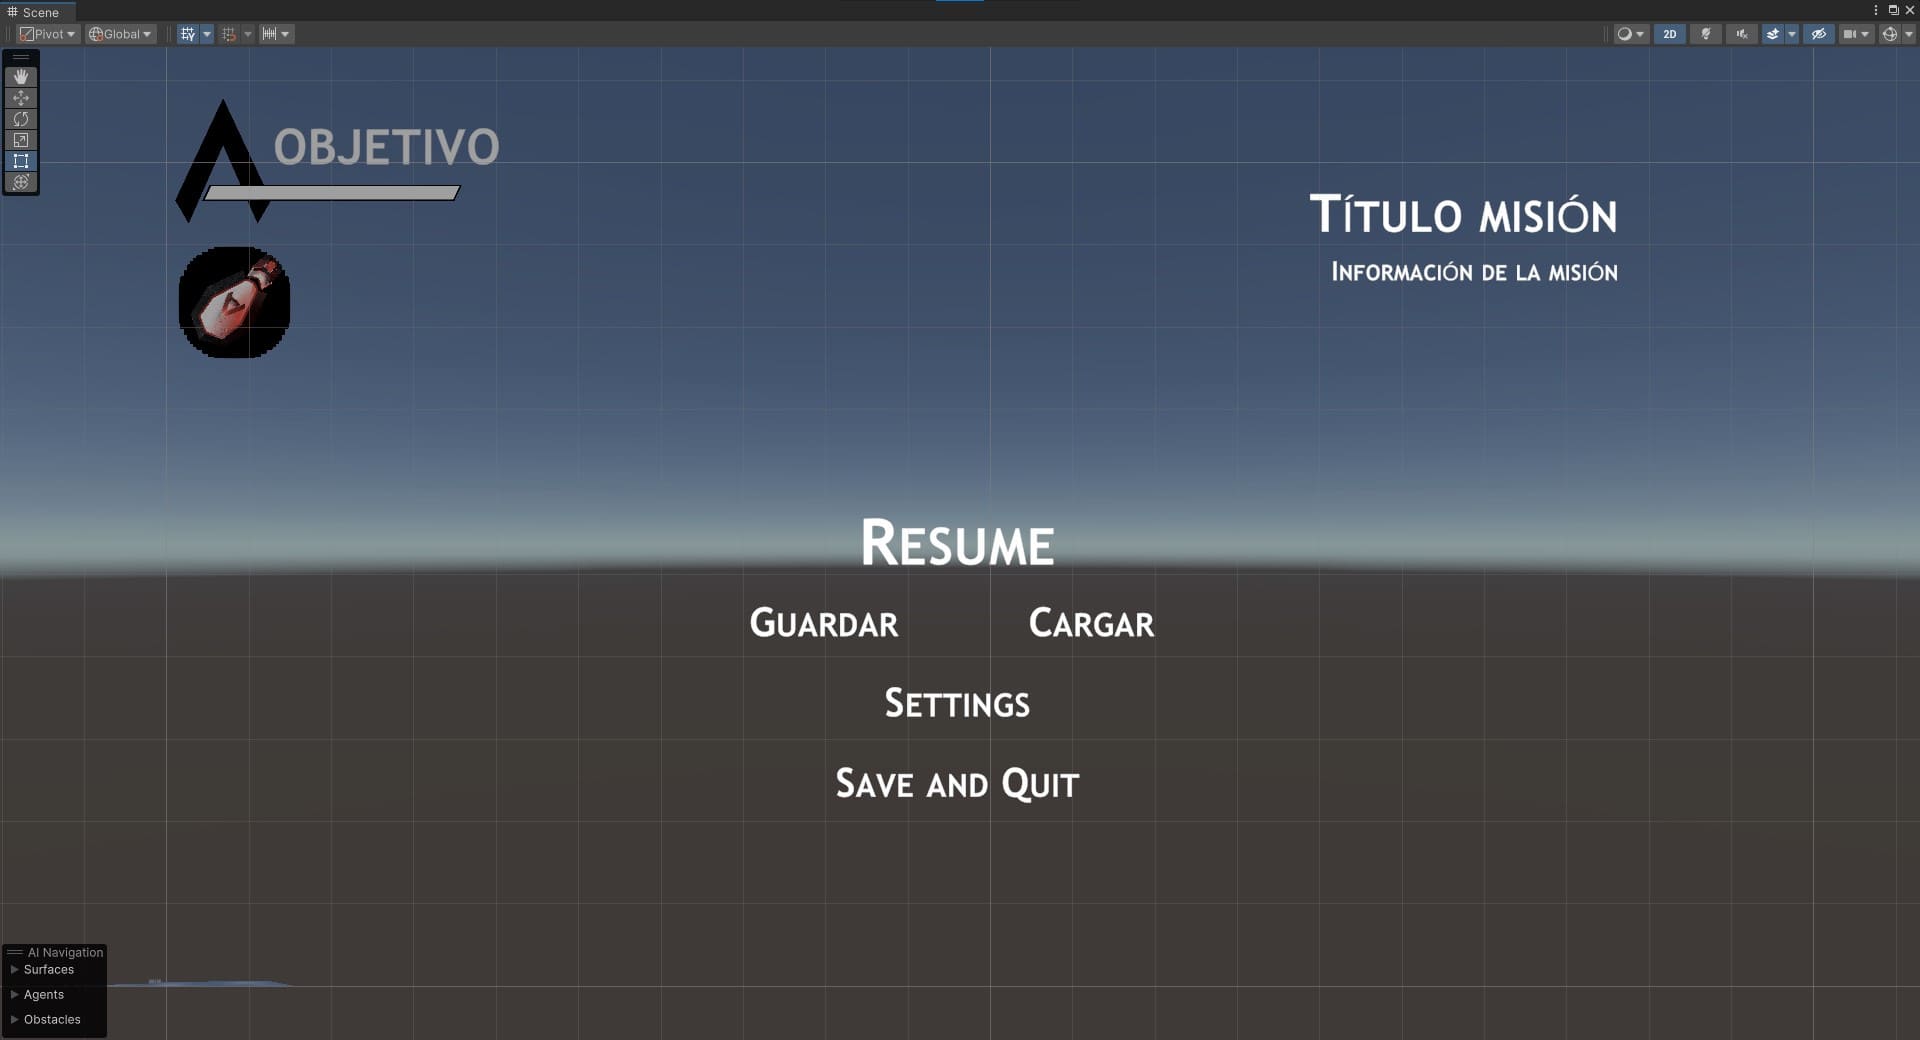 Scene
Pivot Global 2D
OBJETIVO
TÍTULO MISIÓN
INFORMACIÓN DE LA MISIÓN
RESUME
GUARDAR CARGAR
SETTINGS
SAVE AND QUIT
AI Navigation
Surfaces
Agents
Obstacles